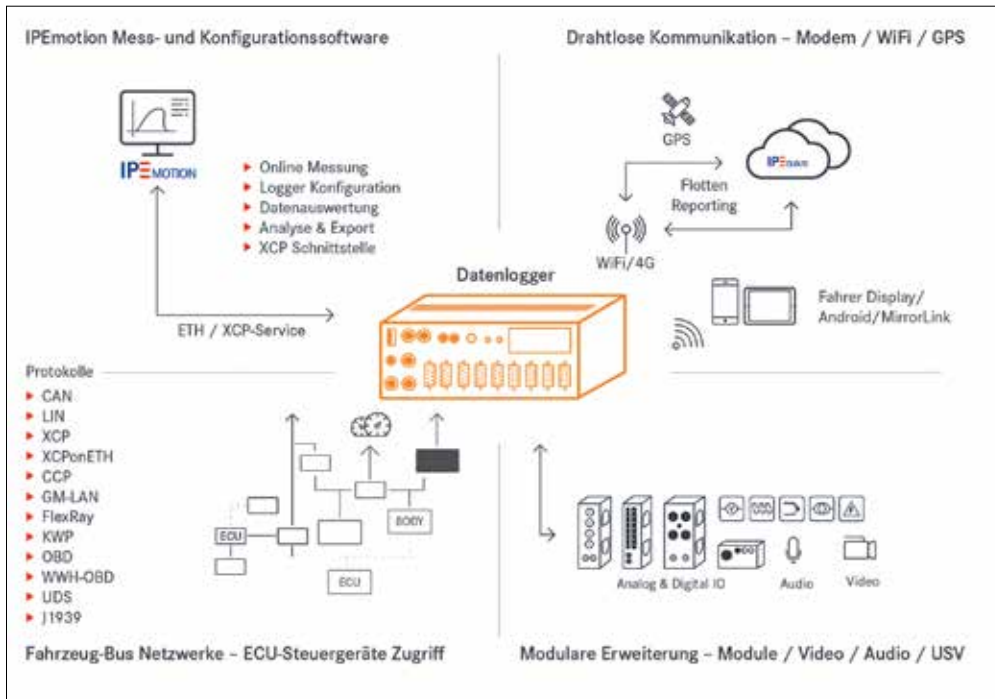 IPEmotion Mess- und Konfigurationssoftware
IPEMOTION
Online Messung
Logger Konfiguration
Datenauswertung
Analyse & Export
XCP Schnittstelle
ETH / XCP-Service
Drahtlose Kommunikation – Modem / WiFi / GPS
GPS
Flotten
Reporting
WiFi/4G
Fahrer Display/
Android/MirrorLink
Datenlogger
Protokolle
CAN
LIN
XCP
XCPonETH
CCP
GM-LAN
FlexRay
KWP
OBD
WWH-OBD
UDS
J1939
ECU
BODY
ECU
Fahrzeug-Bus Netzwerke – ECU-Steuergeräte Zugriff
Analog & Digital IO
Audio
Video
Modulare Erweiterung – Module / Video / Audio / USV